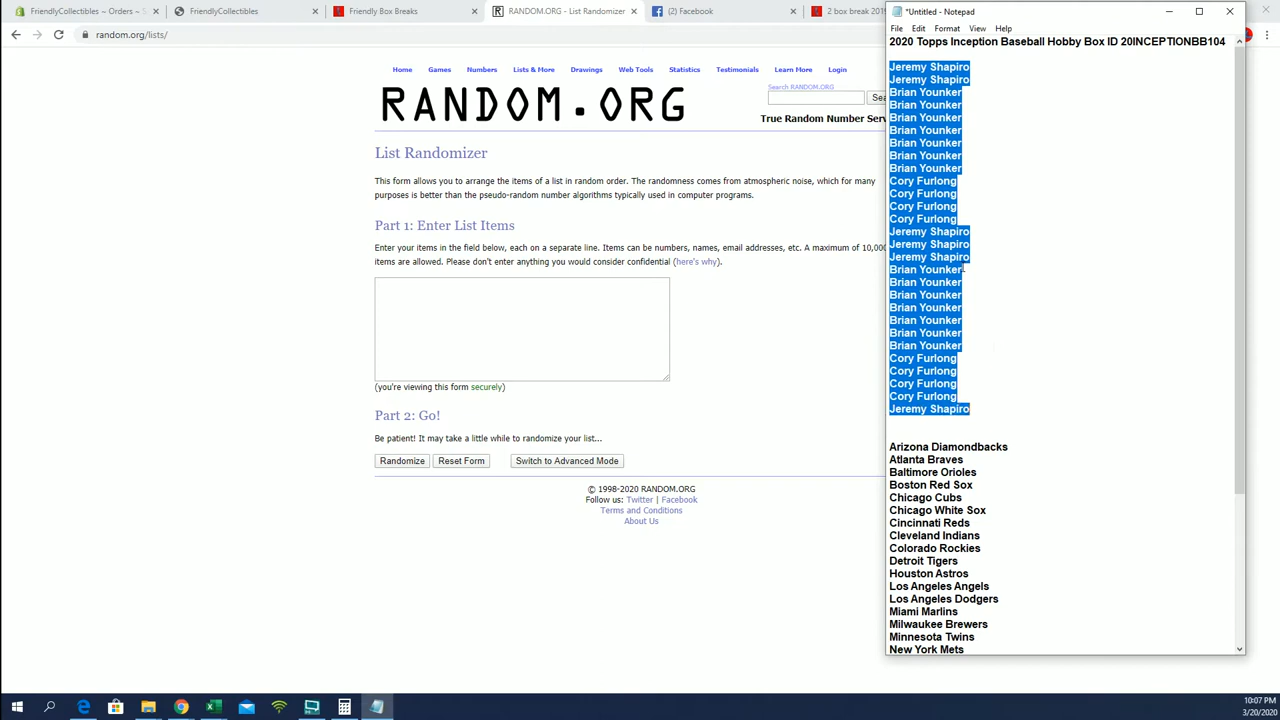 FriendlyCollectibles ~ Orders ~ S
FriendlyCollectibles
Friendly Box Breaks
RANDOM.ORG - List Randomizer
(2) Facebook
2 box break 2019
random.org/lists/
Home
Games
Numbers
Lists & More
Drawings
Web Tools
Statistics
Testimonials
Learn More
Login
Search RANDOM.ORG
RANDOM.ORG
Sea
True Random Number Serv
List Randomizer
This form allows you to arrange the items of a list in random order. The randomness comes from atmospheric noise, which for many
purposes is better than the pseudo-random number algorithms typically used in computer programs.
Part 1: Enter List Items
Enter your items in the field below, each on a separate line. Items can be numbers, names, email addresses, etc. A maximum of 10,000
items are allowed. Please don't enter anything you would consider confidential (here's why).
(you're viewing this form securely)
Part 2: Go!
Be patient! It may take a little while to randomize your list...
Randomize
Reset Form
Switch to Advanced Mode
© 1998-2020 RANDOM.ORG
Follow us: Twitter | Facebook
Terms and Conditions
About Us
*Untitled - Notepad
File Edit Format View Help
2020 Topps Inception Baseball Hobby Box ID 20INCEPTIONBB104
Jeremy Shapiro
Jeremy Shapiro
Brian Younker
Brian Younker
Brian Younker
Brian Younker
Brian Younker
Brian Younker
Brian Younker
Cory Furlong
Cory Furlong
Cory Furlong
Cory Furlong
Jeremy Shapiro
Jeremy Shapiro
Jeremy Shapiro
Brian Younker
Brian Younker
Brian Younker
Brian Younker
Brian Younker
Brian Younker
Brian Younker
Cory Furlong
Cory Furlong
Cory Furlong
Cory Furlong
Jeremy Shapiro
Arizona Diamondbacks
Atlanta Braves
Baltimore Orioles
Boston Red Sox
Chicago Cubs
Chicago White Sox
Cincinnati Reds
Cleveland Indians
Colorado Rockies
Detroit Tigers
Houston Astros
Los Angeles Angels
Los Angeles Dodgers
Miami Marlins
Milwaukee Brewers
Minnesota Twins
New York Mets
10:07 PM
3/20/2020